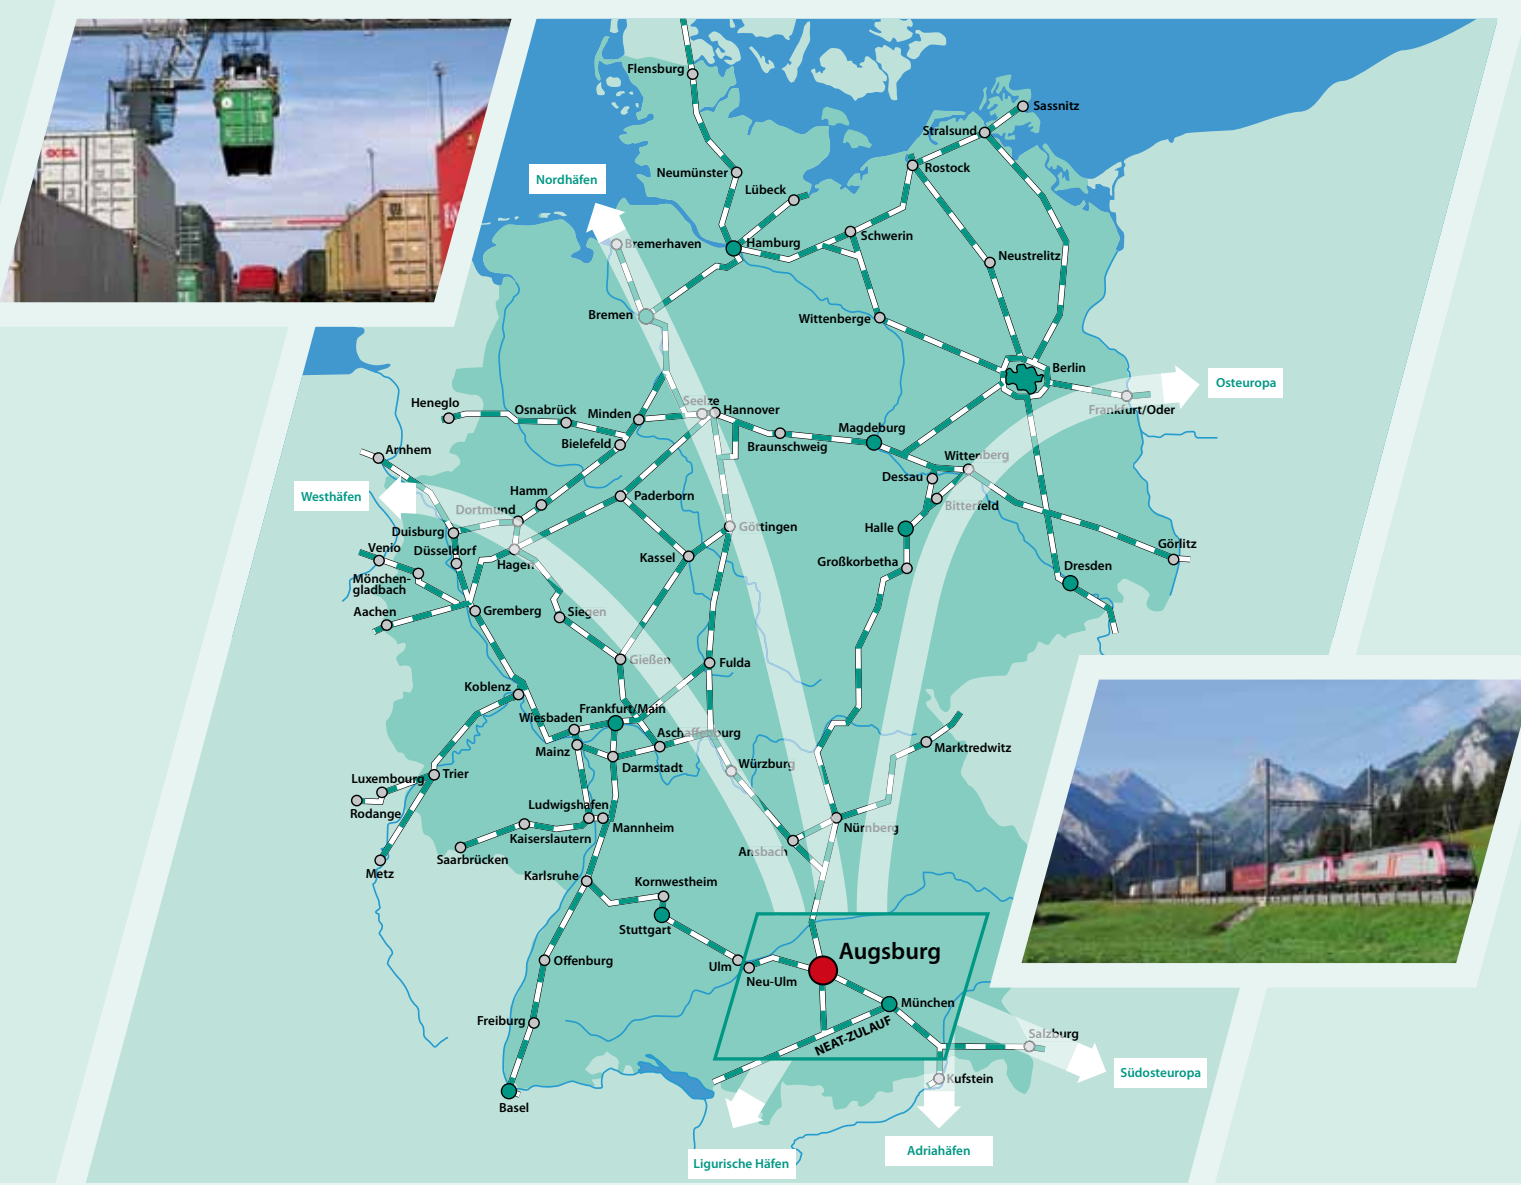 Flensburg
Sassnitz
Stralsund
Rostock
Neumünster
Nordhäfen
Lübeck
Schwerin
Bremerhaven
Hamburg
Neustrelitz
Bremen
Wittenberge
Berlin
Osteuropa
Heneglo
Osnabrück
Minden
Seelze
Hannover
Frankfurt/Oder
Magdeburg
Bielefeld
Braunschweig
Arnhem
Wittenberg
Dessau
Westhäfen
Hamm
Paderborn
Bitterfeld
Dortmund
Duisburg
Göttingen
Halle
Venio
Düsseldorf
Görlitz
Hagen
Kassel
Großkorbetha
Dresden
Mönchen-
gladbach
Aachen
Gremberg
Siegen
Gießen
Fulda
Koblenz
Frankfurt/Main
Wiesbaden
Aschaffenburg
Mainz
Marktredwitz
Darmstadt
Würzburg
Trier
Luxembourg
Rodange
Ludwigshafen
Mannheim
Nürnberg
Kaiserslautern
Saarbrücken
Ansbach
Metz
Karlsruhe
Kornwestheim
Stuttgart
Augsburg
Offenburg
Ulm
Neu-Ulm
München
Freiburg
NEAT-ZULAUF
Salzburg
Südosteuropa
Kufstein
Basel
Adriahäfen
Ligurische Häfen